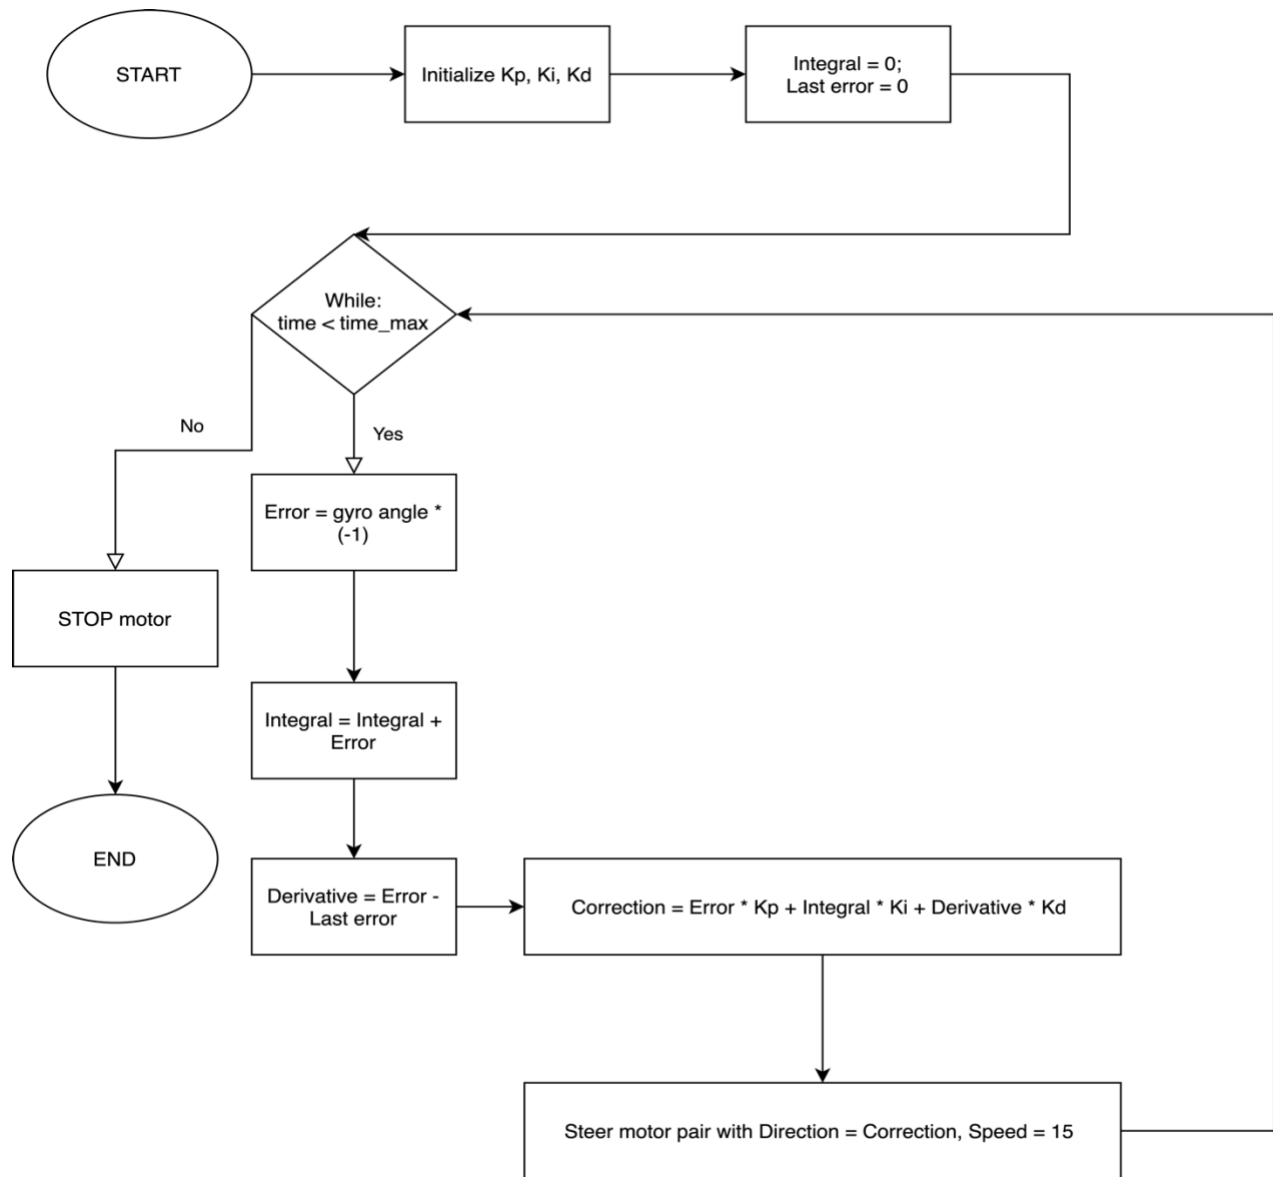 START
Initialize Kp, Ki, Kd
Integral = 0;
Last error = 0
While:
time < time_max
No
Yes
Error = gyro angle *
(-1)
STOP motor
Integral = Integral +
Error
END
Derivative = Error -
Last error
Correction = Error * Kp + Integral * Ki + Derivative * Kd
Steer motor pair with Direction = Correction, Speed = 15